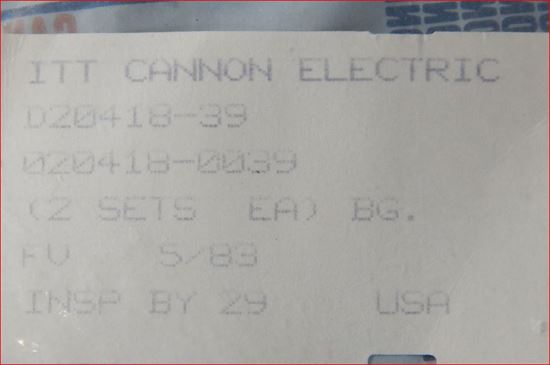 ITT CANNON ELECTRIC
D20418-39
020418-0039
(2 SETS EA) BG.
FV 5/83
INSP BY 29 USA